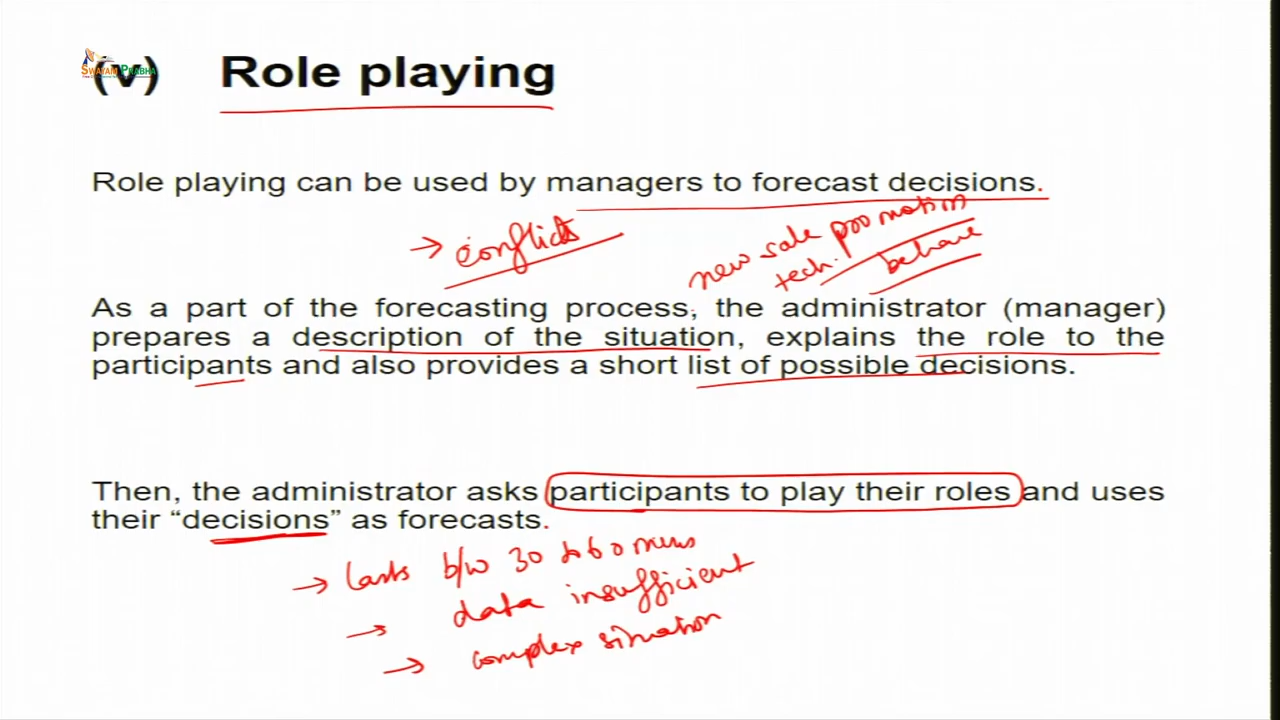 SWAYAM PRABHA
(v) Role playing
Role playing can be used by managers to forecast decisions.
→ conflicts
new sale promotion
tech. behave
As a part of the forecasting process, the administrator (manager)
prepares a description of the situation, explains the role to the
participants and also provides a short list of possible decisions.
Then, the administrator asks participants to play their roles and uses
their “decisions” as forecasts.
→ lasts b/w 30 to 60 mins
→ data insufficient
→ complex situation